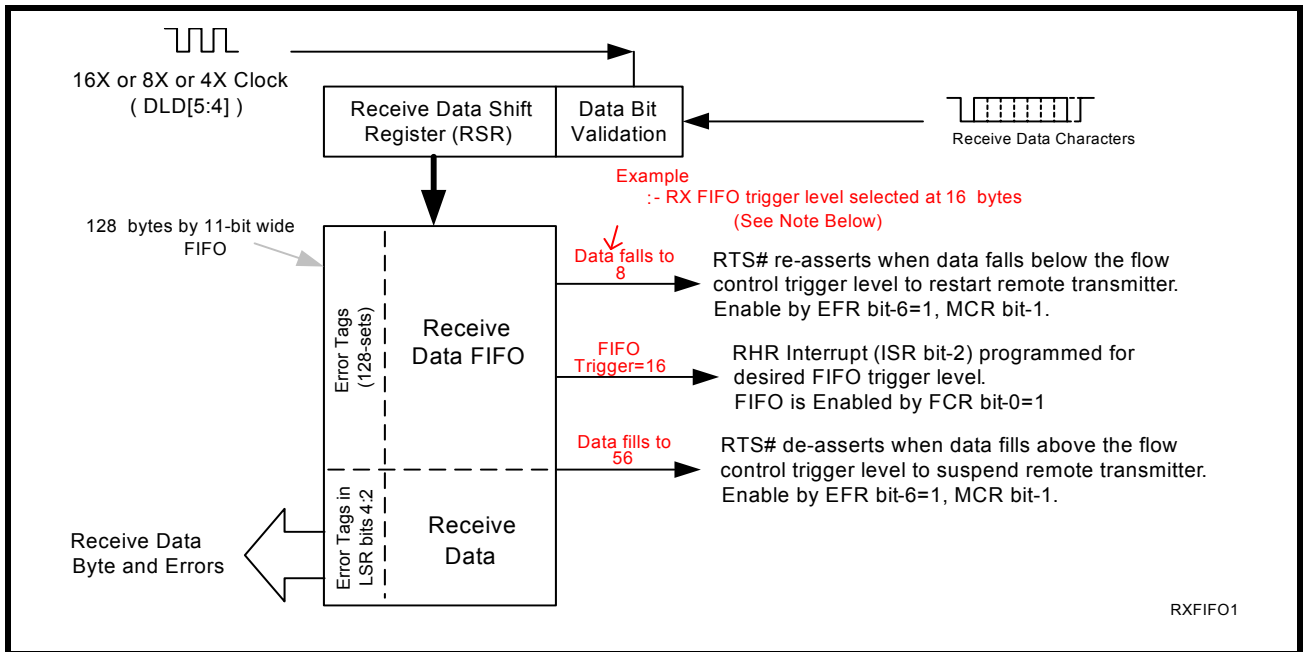 16X or 8X or 4X Clock
( DLD[5:4] )
Receive Data Shift
Register (RSR)
Data Bit
Validation
Receive Data Characters
Example
:- RX FIFO trigger level selected at 16 bytes
(See Note Below)
128 bytes by 11-bit wide
FIFO
Data falls to
8
RTS# re-asserts when data falls below the flow
control trigger level to restart remote transmitter.
Enable by EFR bit-6=1, MCR bit-1.
Error Tags
(128-sets)
Receive
Data FIFO
FIFO
Trigger=16
RHR Interrupt (ISR bit-2) programmed for
desired FIFO trigger level.
FIFO is Enabled by FCR bit-0=1
Data fills to
56
RTS# de-asserts when data fills above the flow
control trigger level to suspend remote transmitter.
Enable by EFR bit-6=1, MCR bit-1.
Error Tags in
LSR bits 4:2
Receive
Data
Receive Data
Byte and Errors
RXFIFO1